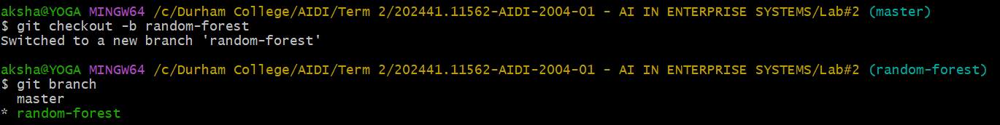 aksha@YOGA MINGW64 /c/Durham College/AIDI/Term 2/202441.11562-AIDI-2004-01 - AI IN ENTERPRISE SYSTEMS/Lab#2 (master)
$ git checkout -b random-forest
Switched to a new branch 'random-forest'
aksha@YOGA MINGW64 /c/Durham College/AIDI/Term 2/202441.11562-AIDI-2004-01 - AI IN ENTERPRISE SYSTEMS/Lab#2 (random-forest)
$ git branch
  master
* random-forest